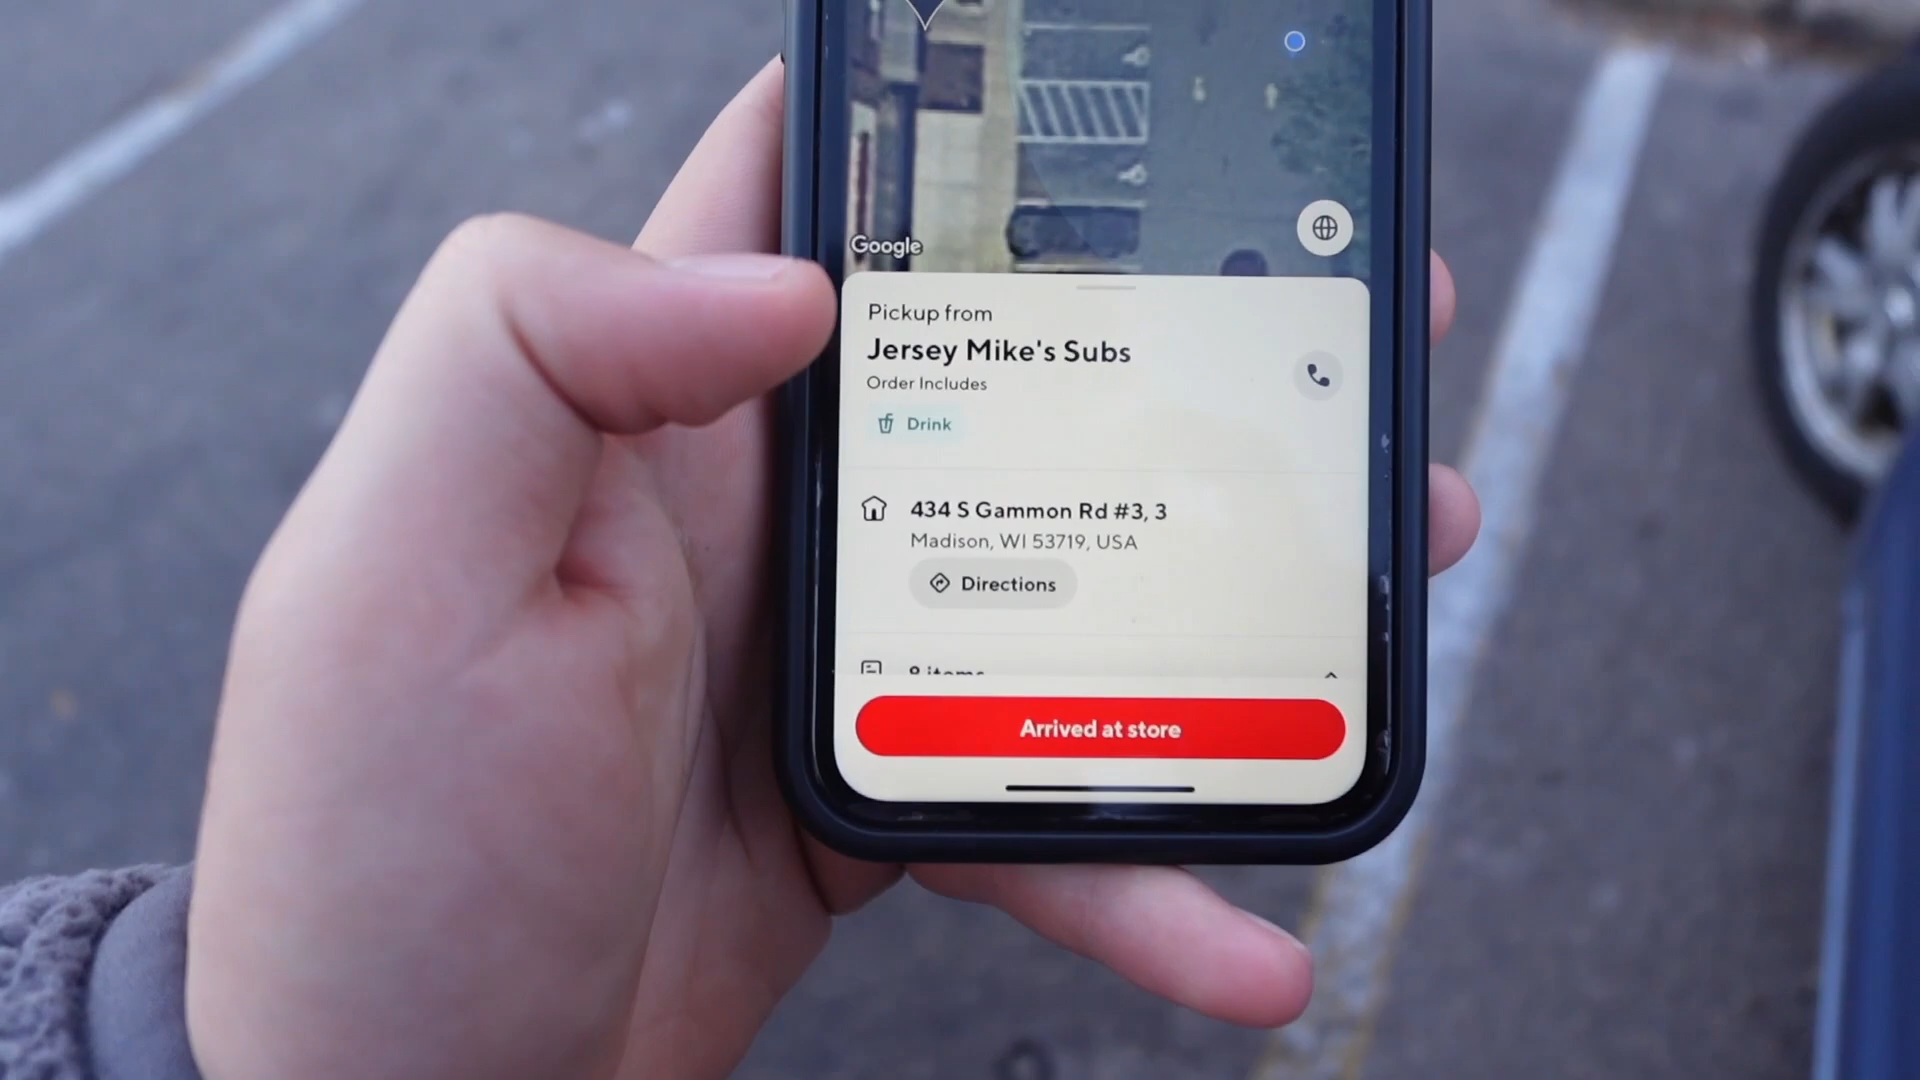 Google
Pickup from
Jersey Mike's Subs
Order Includes
Drink
434 S Gammon Rd #3, 3
Madison, WI 53719, USA
Directions
items
Arrived at store